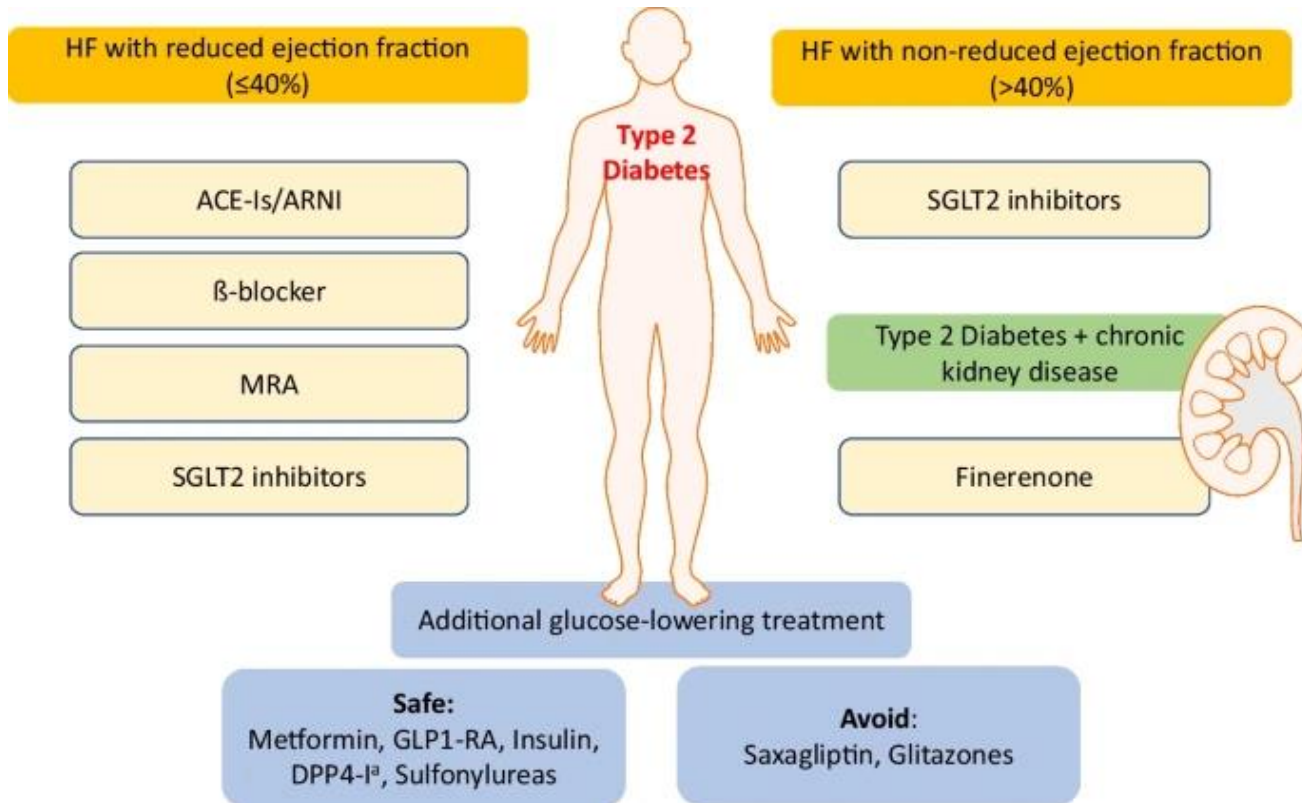 HF with reduced ejection fraction
(≤40%)
ACE-Is/ARNI
ß-blocker
MRA
SGLT2 inhibitors
Type 2
Diabetes
HF with non-reduced ejection fraction
(>40%)
SGLT2 inhibitors
Type 2 Diabetes + chronic
kidney disease
Finerenone
Additional glucose-lowering treatment
Safe:
Metformin, GLP1-RA, Insulin,
DPP4-Iᵃ, Sulfonylureas
Avoid:
Saxagliptin, Glitazones